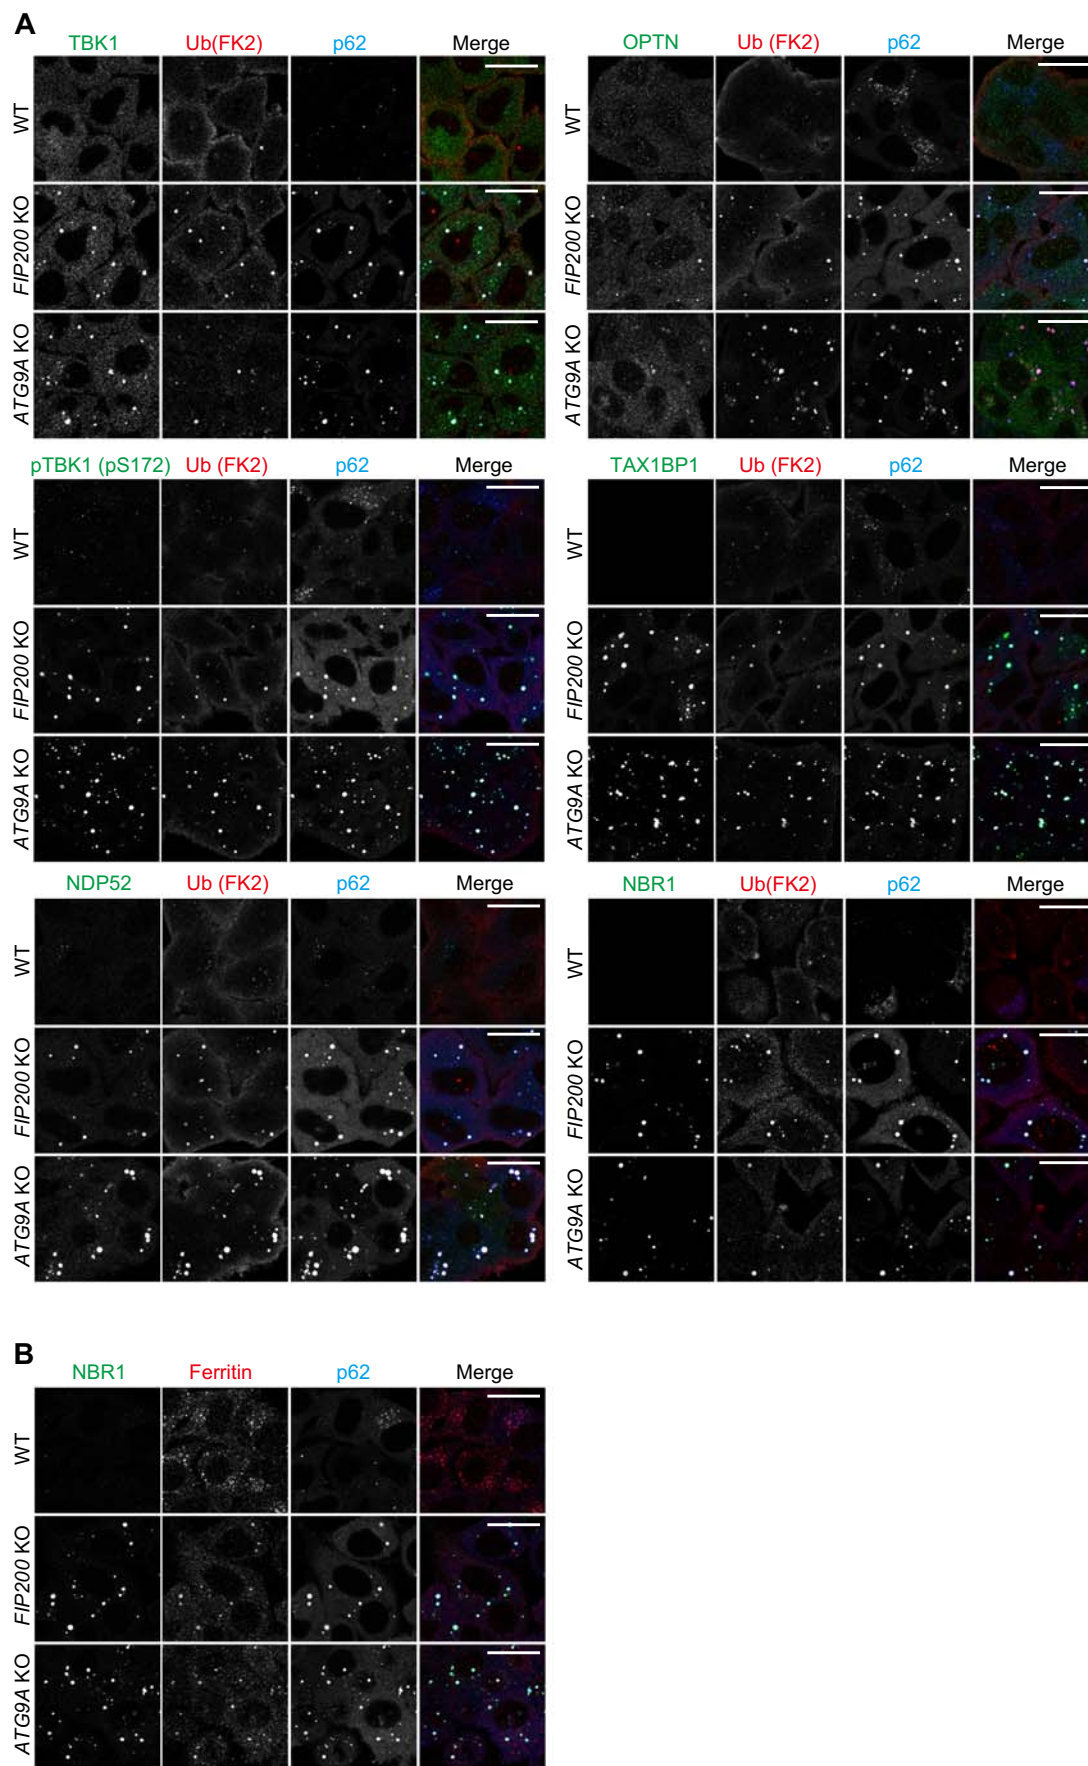 A
TBK1 Ub(FK2) p62 Merge
WT
FIP200 KO
ATG9A KO
OPTN Ub (FK2) p62 Merge
WT
FIP200 KO
ATG9A KO
pTBK1 (pS172) Ub (FK2) p62 Merge
WT
FIP200 KO
ATG9A KO
TAX1BP1 Ub (FK2) p62 Merge
WT
FIP200 KO
ATG9A KO
NDP52 Ub (FK2) p62 Merge
WT
FIP200 KO
ATG9A KO
NBR1 Ub(FK2) p62 Merge
WT
FIP200 KO
ATG9A KO
B
NBR1 Ferritin p62 Merge
WT
FIP200 KO
ATG9A KO